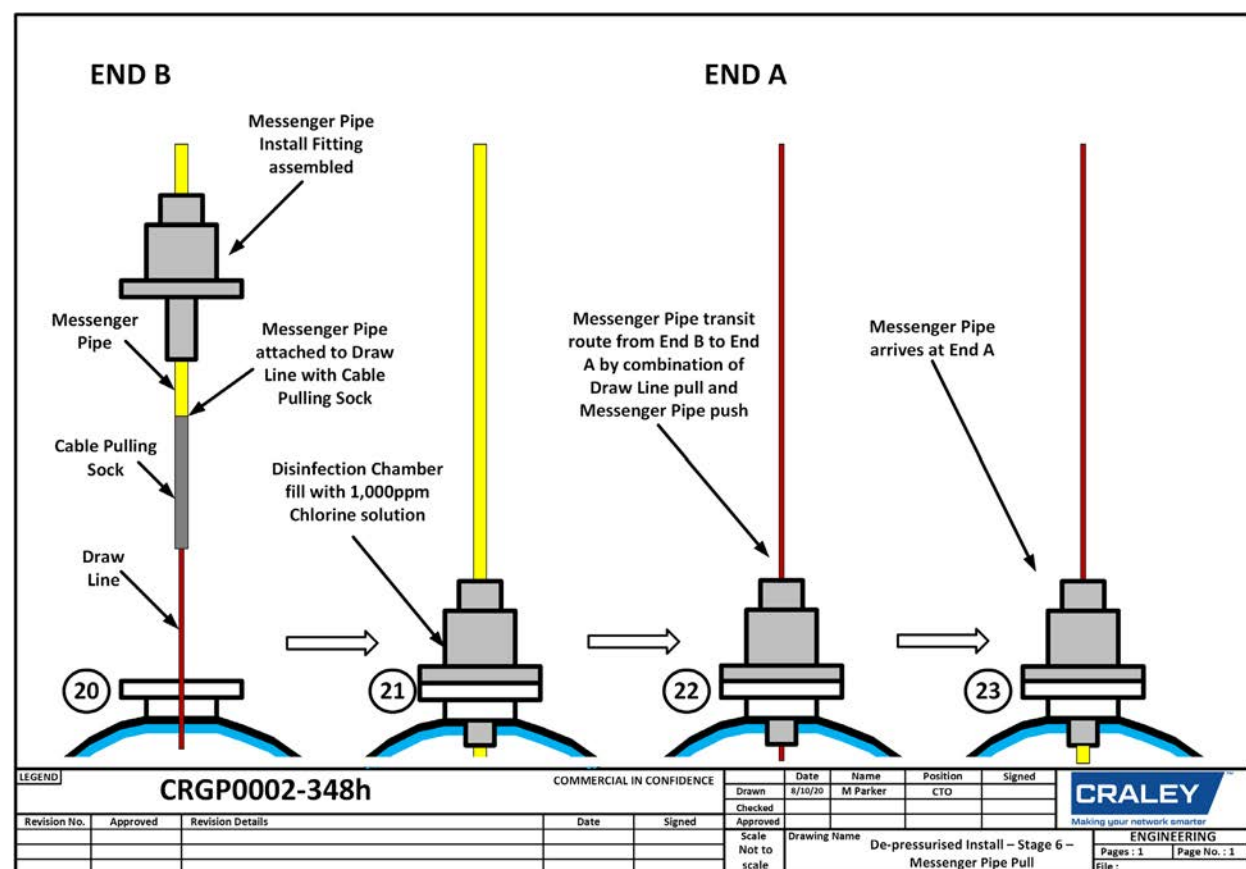 END B
END A
Messenger Pipe
Install Fitting
assembled
Messenger
Pipe
Messenger Pipe
attached to Draw
Line with Cable
Pulling Sock
Cable Pulling
Sock
Disinfection Chamber
fill with 1,000ppm
Chlorine solution
Draw
Line
Messenger Pipe transit
route from End B to End
A by combination of
Draw Line pull and
Messenger Pipe push
Messenger Pipe
arrives at End A
20
21
22
23
LEGEND
CRGP0002-348h
COMMERCIAL IN CONFIDENCE
Revision No. Approved Revision Details Date Signed
Date Name Position Signed
Drawn 8/10/20 M Parker CTO
Checked
Approved
Scale
Not to
scale
Drawing Name
De-pressurised Install – Stage 6 –
Messenger Pipe Pull
CRALEY™
Making your network smarter
ENGINEERING
Pages : 1 Page No. : 1
File :